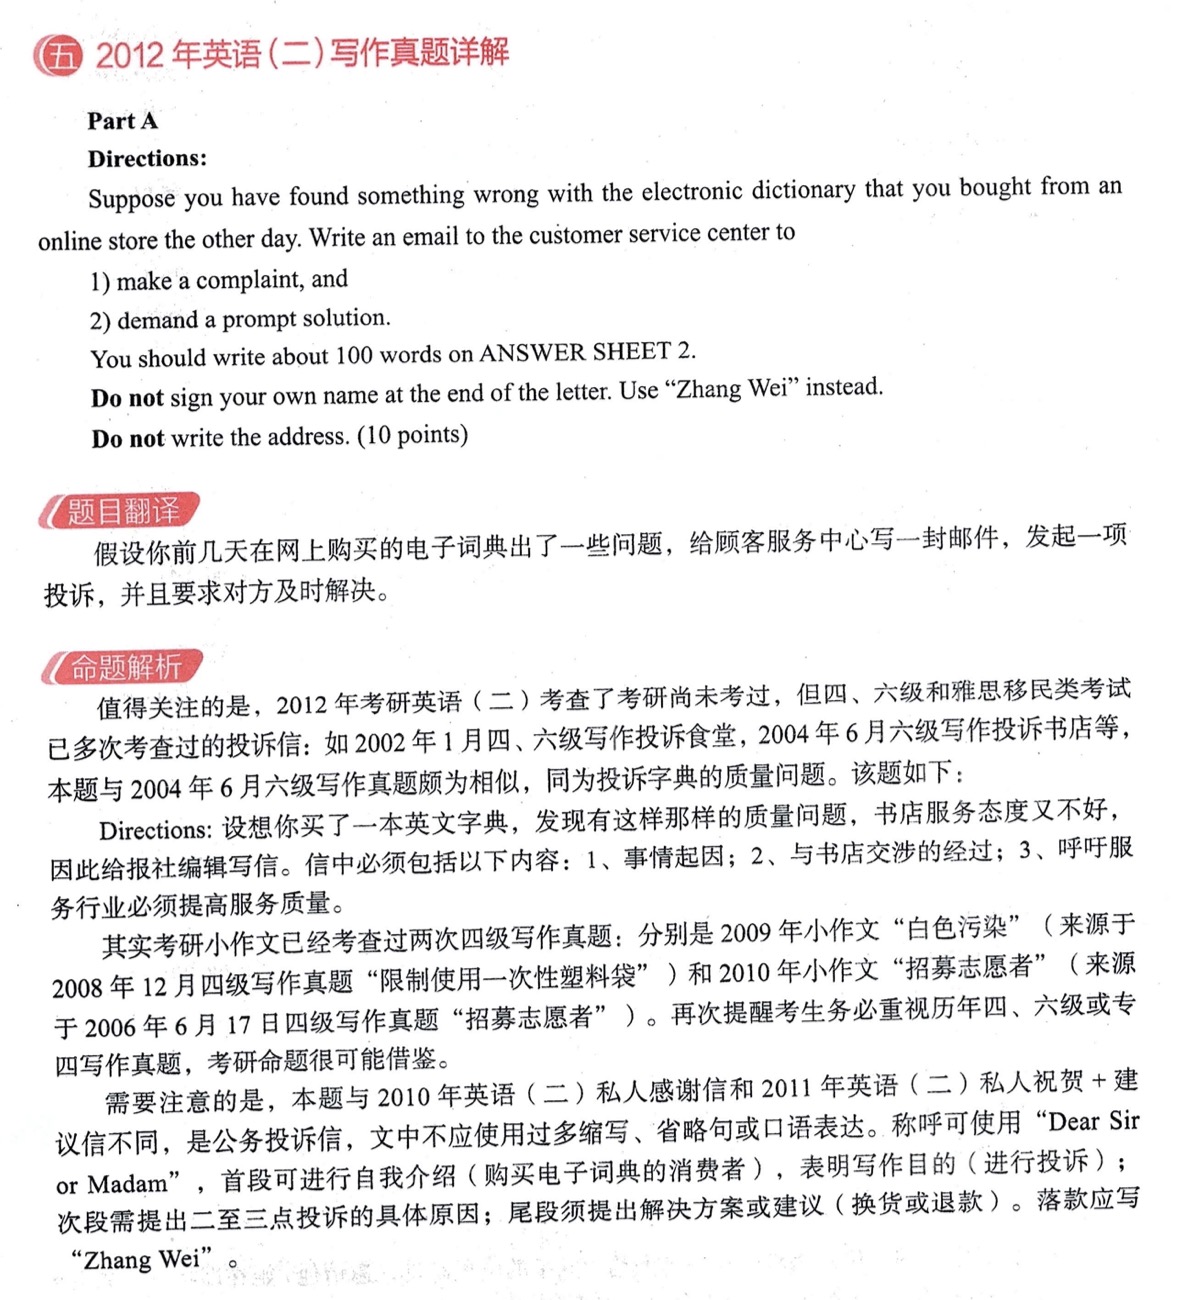 五 2012 年英语（二）写作真题详解
Part A
Directions:
Suppose you have found something wrong with the electronic dictionary that you bought from an
online store the other day. Write an email to the customer service center to
1) make a complaint, and
2) demand a prompt solution.
You should write about 100 words on ANSWER SHEET 2.
Do not sign your own name at the end of the letter. Use “Zhang Wei” instead.
Do not write the address. (10 points)
题目翻译
假设你前几天在网上购买的电子词典出了一些问题，给顾客服务中心写一封邮件，发起一项
投诉，并且要求对方及时解决。
命题解析
值得关注的是，2012 年考研英语（二）考查了考研尚未考过，但四、六级和雅思移民类考试
已多次考查过的投诉信：如 2002 年 1 月四、六级写作投诉食堂，2004 年 6 月六级写作投诉书店等，
本题与 2004 年 6 月六级写作真题颇为相似，同为投诉字典的质量问题。该题如下：
Directions: 设想你买了一本英文字典，发现有这样那样的质量问题，书店服务态度又不好，
因此给报社编辑写信。信中必须包括以下内容：1、事情起因；2、与书店交涉的经过；3、呼吁服
务行业必须提高服务质量。
其实考研小作文已经考查过两次四级写作真题：分别是 2009 年小作文“白色污染”（来源于
2008 年 12 月四级写作真题“限制使用一次性塑料袋”）和 2010 年小作文“招募志愿者”（来源
于 2006 年 6 月 17 日四级写作真题“招募志愿者”）。再次提醒考生务必重视历年四、六级或专
四写作真题，考研命题很可能借鉴。
需要注意的是，本题与 2010 年英语（二）私人感谢信和 2011 年英语（二）私人祝贺 + 建
议信不同，是公务投诉信，文中不应使用过多缩写、省略句或口语表达。称呼可使用“Dear Sir
or Madam”，首段可进行自我介绍（购买电子词典的消费者），表明写作目的（进行投诉）；
次段需提出二至三点投诉的具体原因；尾段须提出解决方案或建议（换货或退款）。落款应写
“Zhang Wei”。